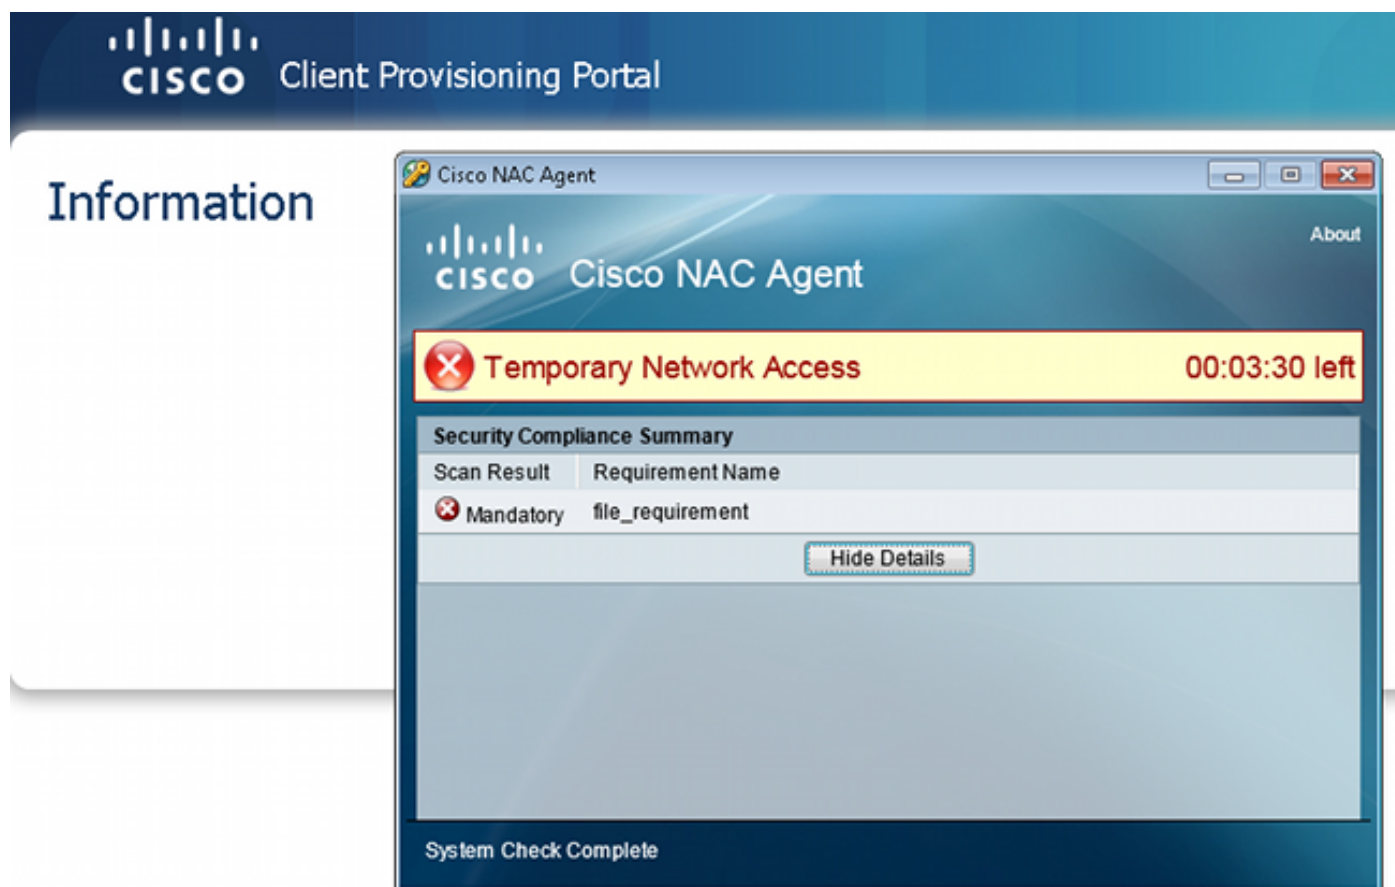 CISCO Client Provisioning Portal
Information
Cisco NAC Agent
About
CISCO Cisco NAC Agent
Temporary Network Access 00:03:30 left
Security Compliance Summary
Scan Result Requirement Name
Mandatory file_requirement
Hide Details
System Check Complete